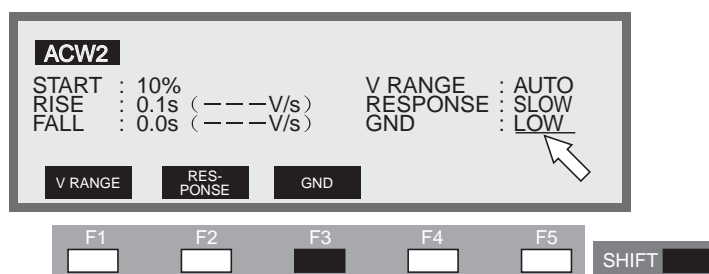 ACW2
START : 10%
RISE : 0.1s (———V/s)
FALL : 0.0s (———V/s)
V RANGE : AUTO
RESPONSE : SLOW
GND : LOW
V RANGE
RES-
PONSE
GND
F1 F2 F3 F4 F5
SHIFT